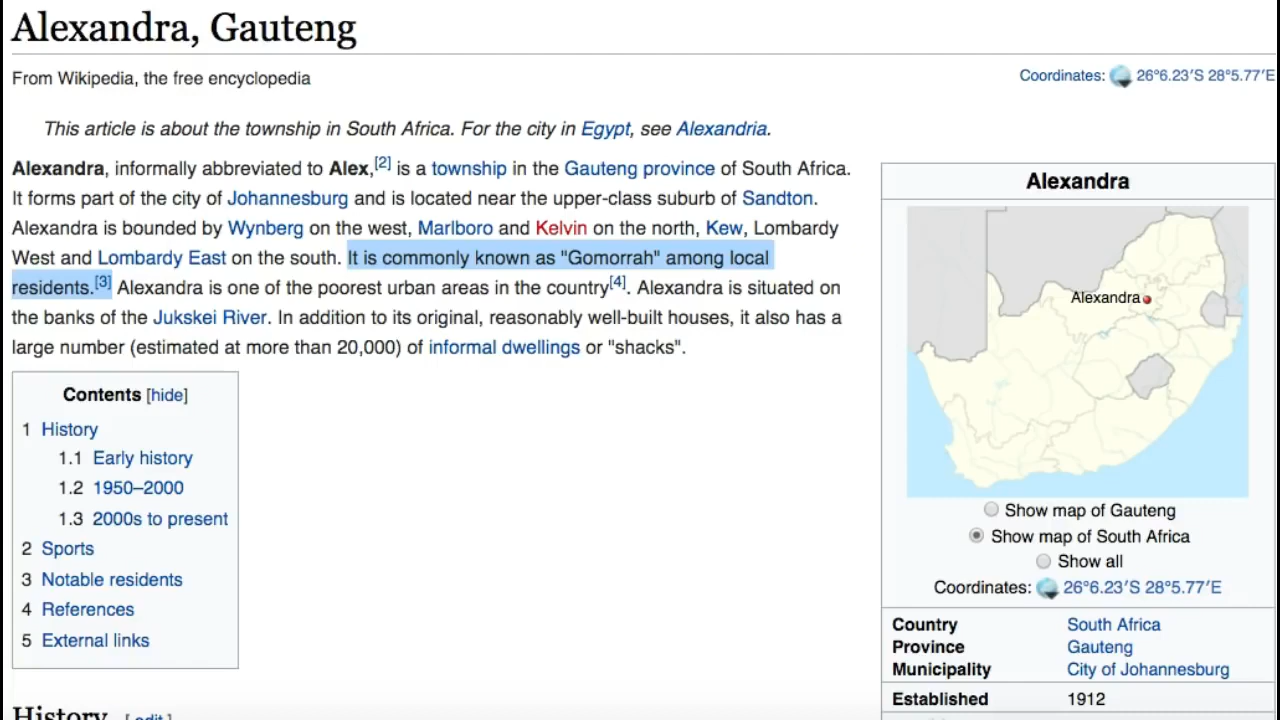 Alexandra, Gauteng
From Wikipedia, the free encyclopedia
Coordinates: 26°6.23′S 28°5.77′E
This article is about the township in South Africa. For the city in Egypt, see Alexandria.
Alexandra, informally abbreviated to Alex,[2] is a township in the Gauteng province of South Africa.
It forms part of the city of Johannesburg and is located near the upper-class suburb of Sandton.
Alexandra is bounded by Wynberg on the west, Marlboro and Kelvin on the north, Kew, Lombardy
West and Lombardy East on the south. It is commonly known as "Gomorrah" among local
residents.[3] Alexandra is one of the poorest urban areas in the country[4]. Alexandra is situated on
the banks of the Jukskei River. In addition to its original, reasonably well-built houses, it also has a
large number (estimated at more than 20,000) of informal dwellings or "shacks".
Contents [hide]
1 History
1.1 Early history
1.2 1950–2000
1.3 2000s to present
2 Sports
3 Notable residents
4 References
5 External links
History [ edit ]
Alexandra
Alexandra
Show map of Gauteng
Show map of South Africa
Show all
Coordinates: 26°6.23′S 28°5.77′E
Country South Africa
Province Gauteng
Municipality City of Johannesburg
Established 1912